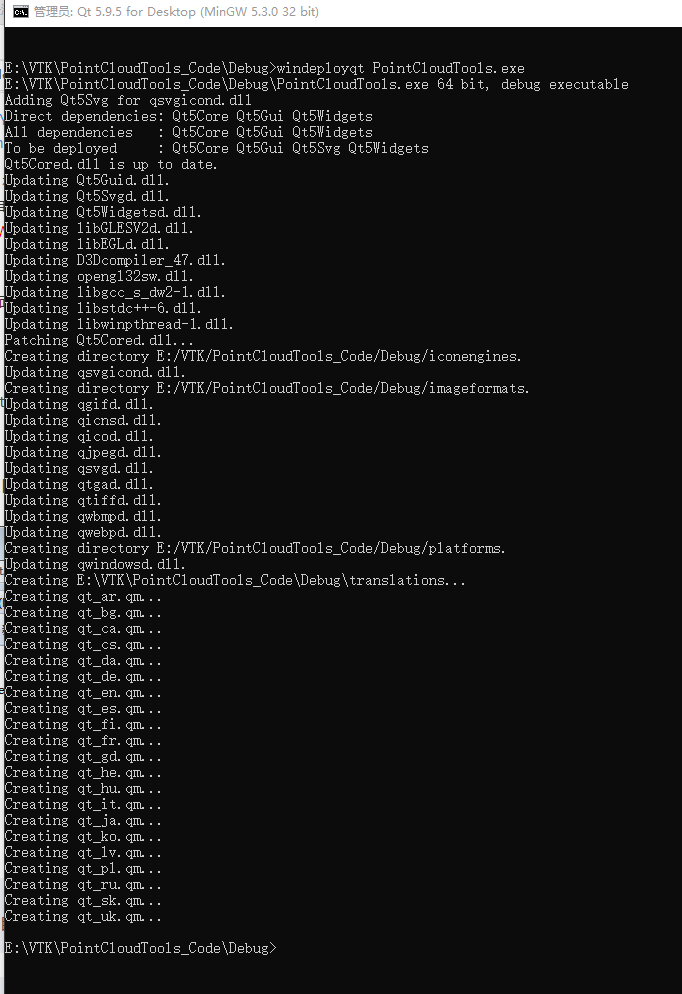 管理员: Qt 5.9.5 for Desktop (MinGW 5.3.0 32 bit)
E:\VTK\PointCloudTools_Code\Debug>windeployqt PointCloudTools.exe
E:\VTK\PointCloudTools_Code\Debug\PointCloudTools.exe 64 bit, debug executable
Adding Qt5Svg for qsvgicond.dll
Direct dependencies: Qt5Core Qt5Gui Qt5Widgets
All dependencies   : Qt5Core Qt5Gui Qt5Widgets
To be deployed     : Qt5Core Qt5Gui Qt5Svg Qt5Widgets
Qt5Cored.dll is up to date.
Updating Qt5Guid.dll.
Updating Qt5Svgd.dll.
Updating Qt5Widgetsd.dll.
Updating libGLESV2d.dll.
Updating libEGLd.dll.
Updating D3Dcompiler_47.dll.
Updating opengl32sw.dll.
Updating libgcc_s_dw2-1.dll.
Updating libstdc++-6.dll.
Updating libwinpthread-1.dll.
Patching Qt5Cored.dll...
Creating directory E:/VTK/PointCloudTools_Code/Debug/iconengines.
Updating qsvgicond.dll.
Creating directory E:/VTK/PointCloudTools_Code/Debug/imageformats.
Updating qgifd.dll.
Updating qicnsd.dll.
Updating qicod.dll.
Updating qjpegd.dll.
Updating qsvgd.dll.
Updating qtgad.dll.
Updating qtiffd.dll.
Updating qwbmpd.dll.
Updating qwebpd.dll.
Creating directory E:/VTK/PointCloudTools_Code/Debug/platforms.
Updating qwindowsd.dll.
Creating E:\VTK\PointCloudTools_Code\Debug\translations...
Creating qt_ar.qm...
Creating qt_bg.qm...
Creating qt_ca.qm...
Creating qt_cs.qm...
Creating qt_da.qm...
Creating qt_de.qm...
Creating qt_en.qm...
Creating qt_es.qm...
Creating qt_fi.qm...
Creating qt_fr.qm...
Creating qt_gd.qm...
Creating qt_he.qm...
Creating qt_hu.qm...
Creating qt_it.qm...
Creating qt_ja.qm...
Creating qt_ko.qm...
Creating qt_lv.qm...
Creating qt_pl.qm...
Creating qt_ru.qm...
Creating qt_sk.qm...
Creating qt_uk.qm...
E:\VTK\PointCloudTools_Code\Debug>